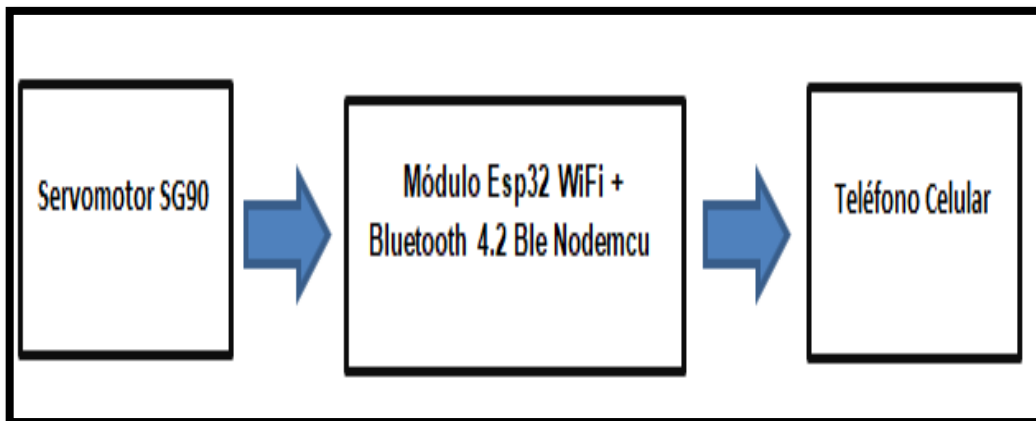 Servomotor SG90
Módulo Esp32 WiFi +
Bluetooth 4.2 Ble Nodemcu
Teléfono Celular